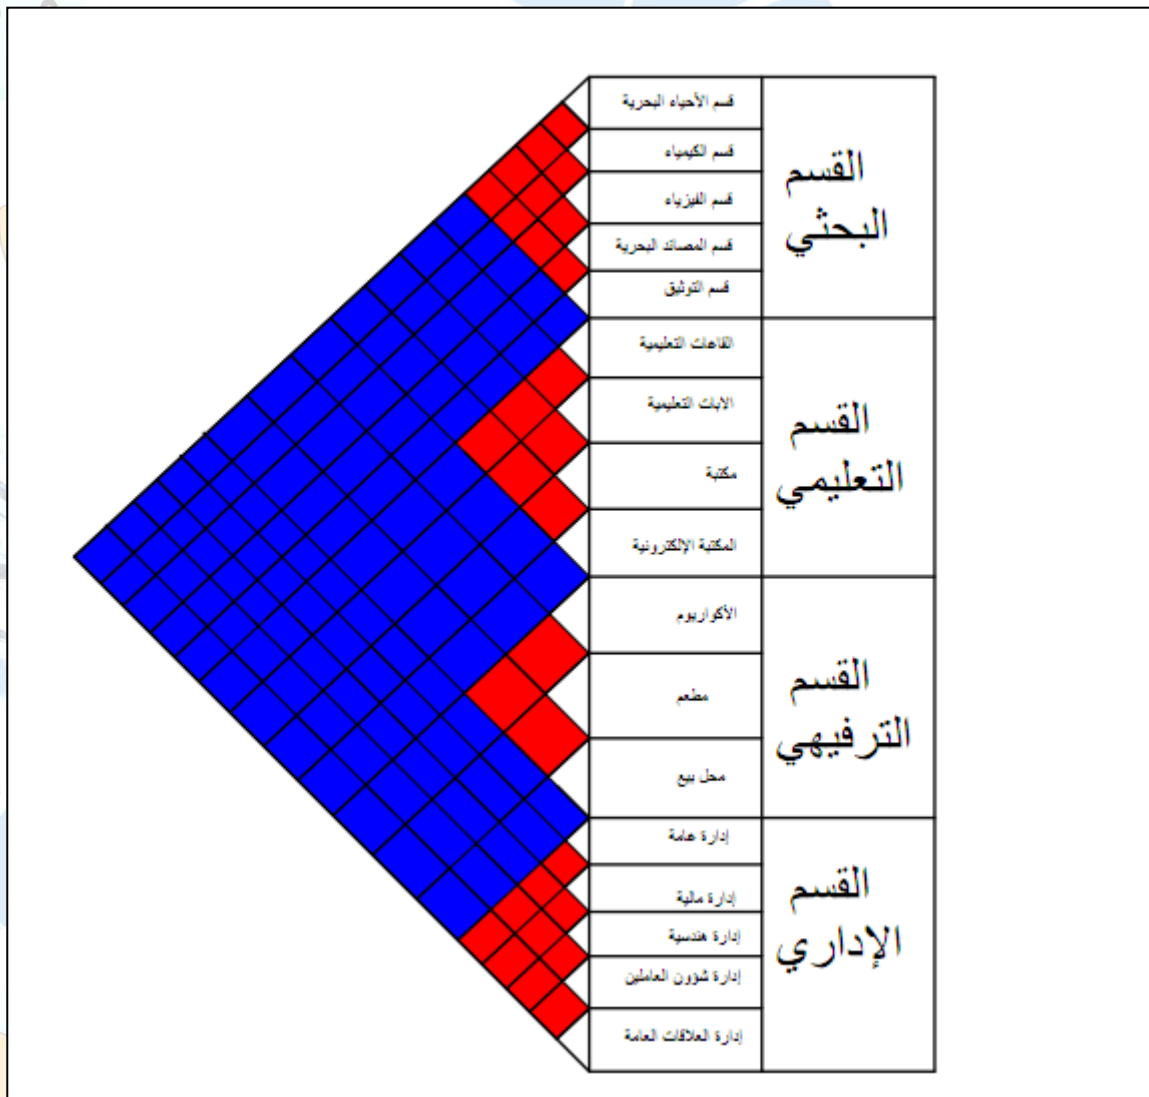 القسم
البحثي
قسم الأحياء البحرية
قسم الكيمياء
قسم الفيزياء
قسم المصائد البحرية
قسم التوثيق
القسم
التعليمي
القاعات التعليمية
الابات التعليمية
مكتبة
المكتبة الإلكترونية
القسم
الترفيهي
الأكواريوم
مطعم
محل بيع
القسم
الإداري
إدارة عامة
إدارة مالية
إدارة هندسية
إدارة شؤون العاملين
إدارة العلاقات العامة